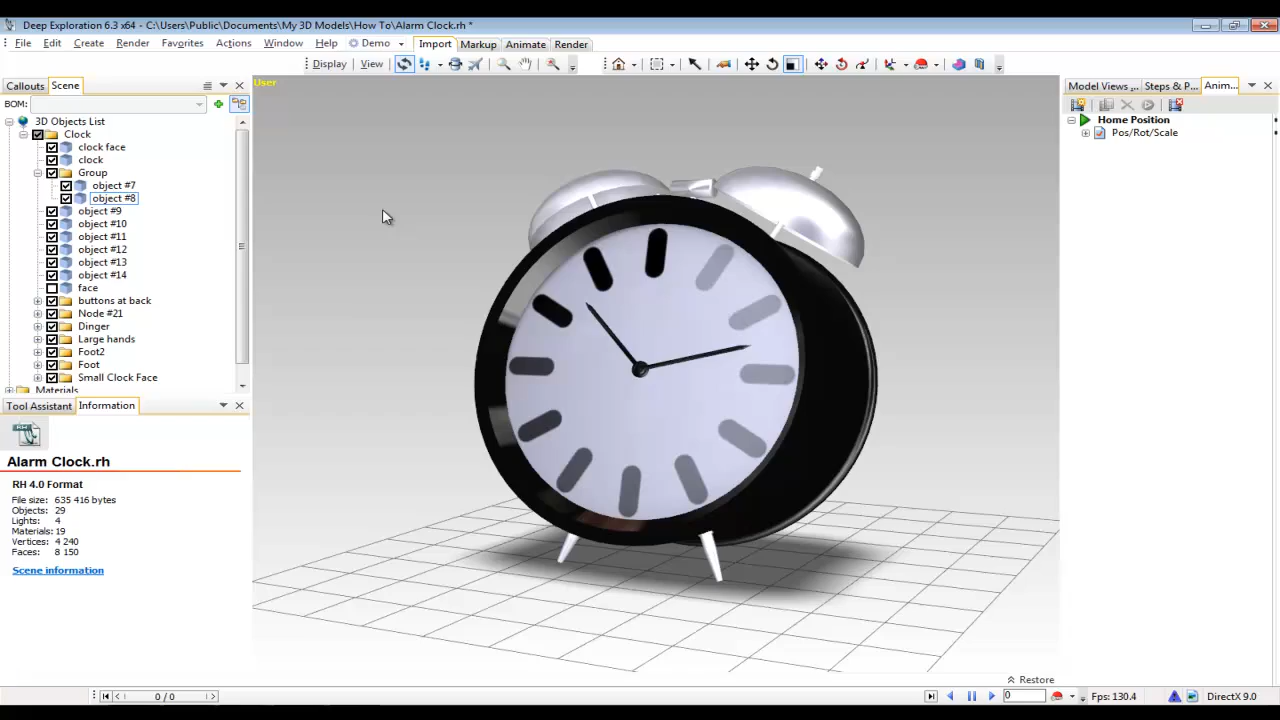 Deep Exploration 6.3 x64 - C:\Users\Public\Documents\My 3D Models\How To\Alarm Clock.rh *
File Edit Create Render Favorites Actions Window Help Demo Import Markup Animate Render
Display View
Callouts Scene
BOM:
3D Objects List
Clock
clock face
clock
Group
object #7
object #8
object #9
object #10
object #11
object #12
object #13
object #14
face
buttons at back
Node #21
Dinger
Large hands
Foot2
Foot
Small Clock Face
Materials
Tool Assistant Information
Alarm Clock.rh
RH 4.0 Format
File size: 635 416 bytes
Objects: 29
Lights: 4
Materials: 19
Vertices: 4 240
Faces: 8 150
Scene information
User
Model Views ... Steps & P... Anim...
Home Position
Pos/Rot/Scale
Restore
0 / 0
0
Fps: 130.4
DirectX 9.0